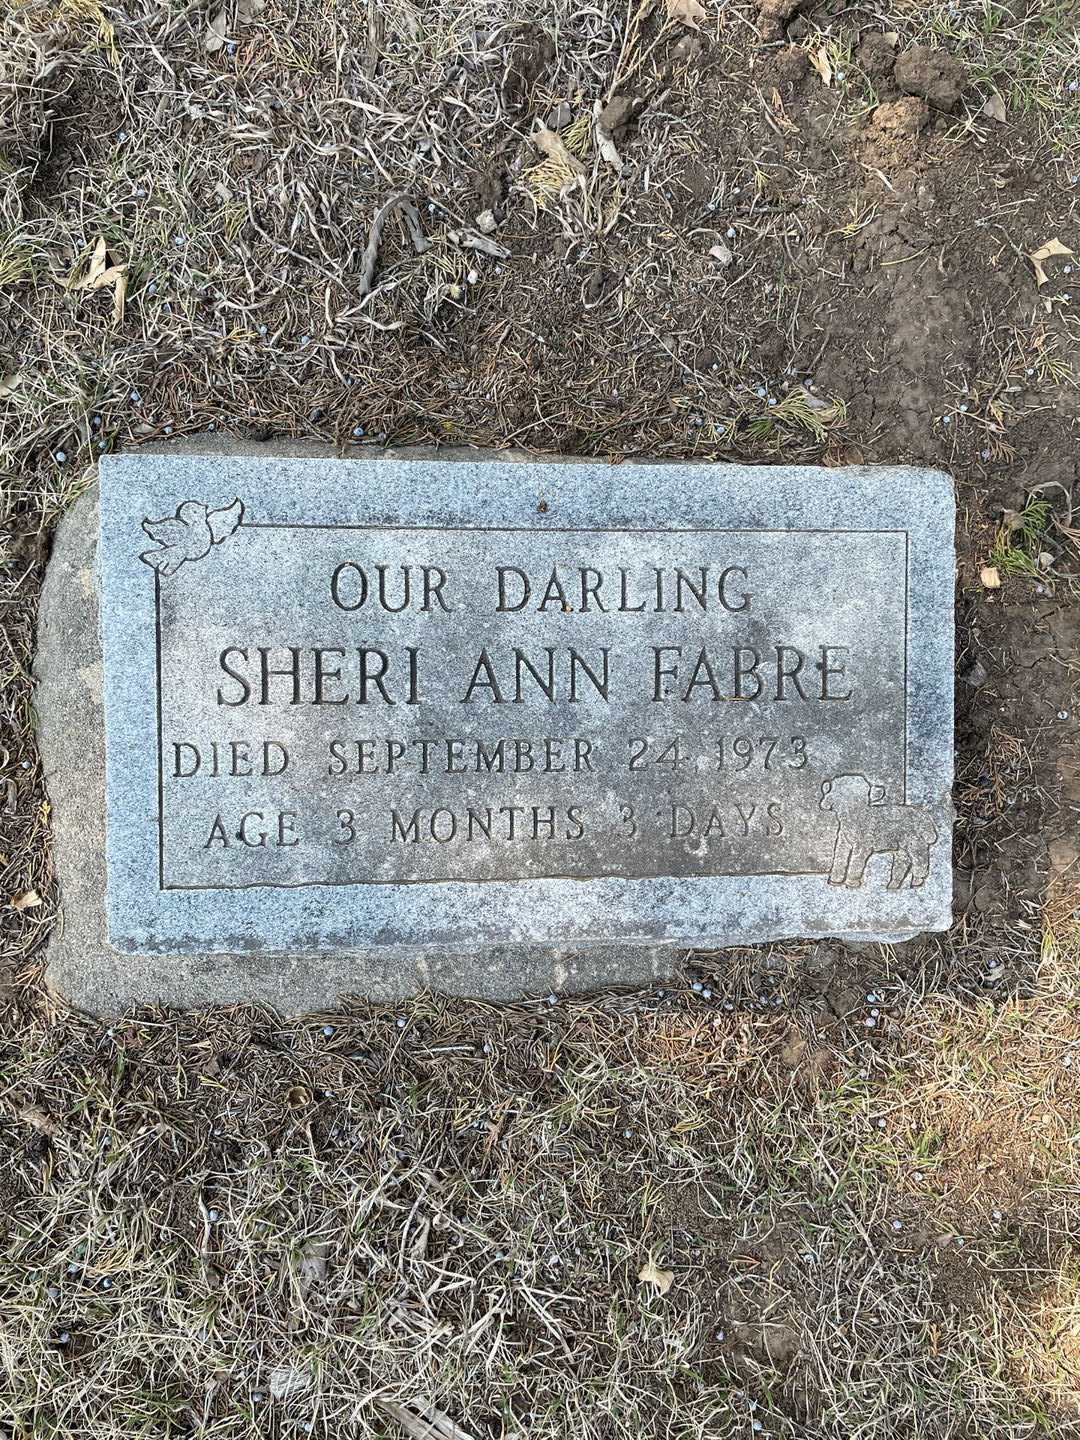 OUR DARLING
SHERI ANN FABRE
DIED SEPTEMBER 24, 1973
AGE 3 MONTHS 3 DAYS